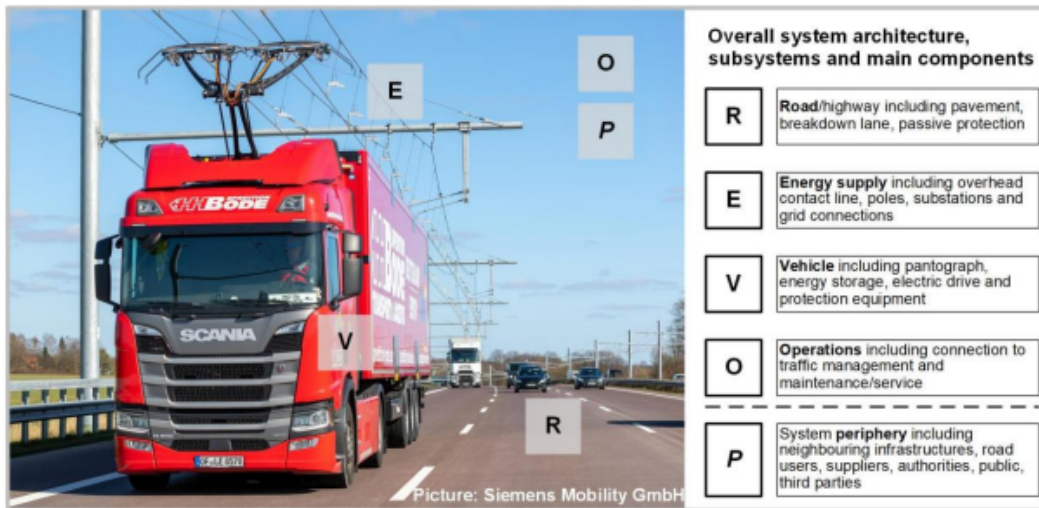 E
O
P
BODE
SCANIA
V
R
Picture: Siemens Mobility GmbH
Overall system architecture,
subsystems and main components
R
Road/highway including pavement,
breakdown lane, passive protection
E
Energy supply including overhead
contact line, poles, substations and
grid connections
V
Vehicle including pantograph,
energy storage, electric drive and
protection equipment
O
Operations including connection to
traffic management and
maintenance/service
P
System periphery including
neighbouring infrastructures, road
users, suppliers, authorities, public,
third parties